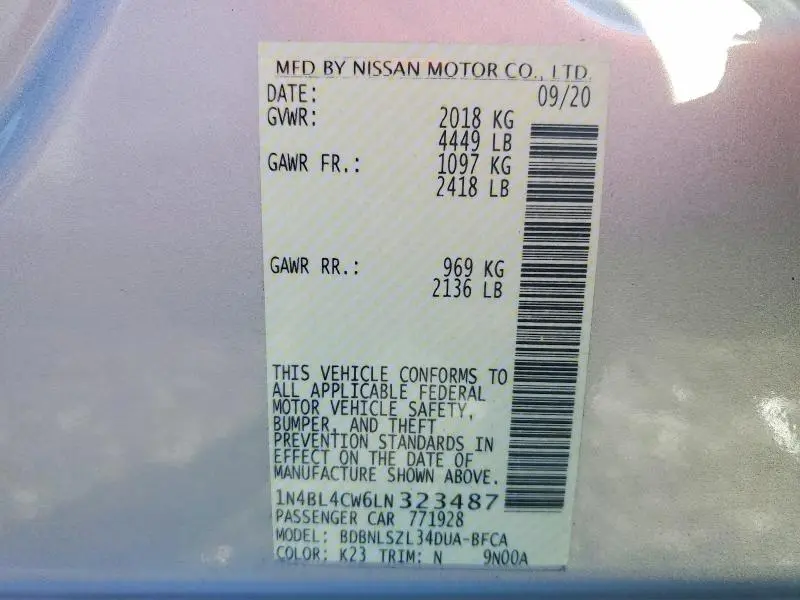 MFD BY NISSAN MOTOR CO., LTD.
DATE: 09/20
GVWR: 2018 KG
4449 LB
GAWR FR.: 1097 KG
2418 LB
GAWR RR.: 969 KG
2136 LB
THIS VEHICLE CONFORMS TO
ALL APPLICABLE FEDERAL
MOTOR VEHICLE SAFETY,
BUMPER, AND THEFT
PREVENTION STANDARDS IN
EFFECT ON THE DATE OF
MANUFACTURE SHOWN ABOVE.
1N4BL4CW6LN323487
PASSENGER CAR 771928
MODEL: BDBNLSZL34DUA-BFCA
COLOR: K23 TRIM: N 9N00A